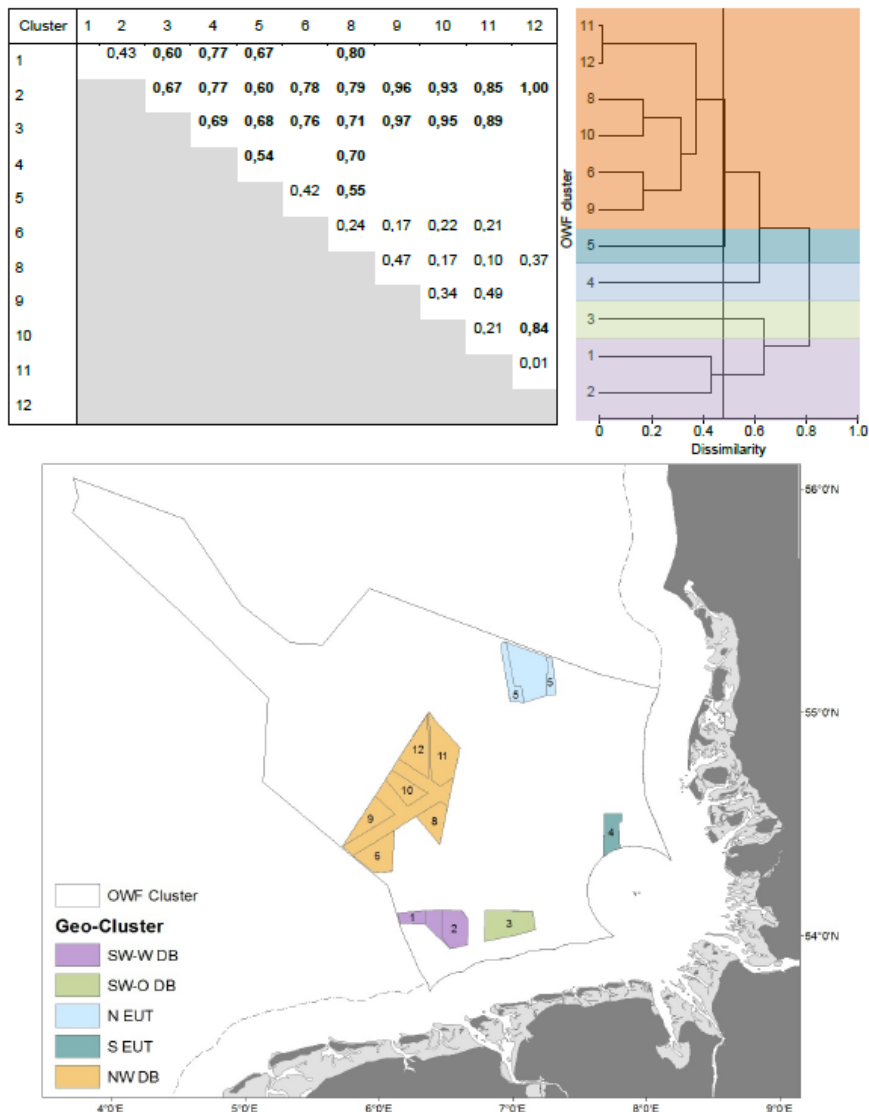 Cluster 1 2 3 4 5 6 8 9 10 11 12
1 0,43 0,60 0,77 0,67 0,80
2 0,67 0,77 0,60 0,78 0,79 0,96 0,93 0,85 1,00
3 0,69 0,68 0,76 0,71 0,97 0,95 0,89
4 0,54 0,70
5 0,42 0,55
6 0,24 0,17 0,22 0,21
8 0,47 0,17 0,10 0,37
9 0,34 0,49
10 0,21 0,84
11 0,01
12
OWF cluster
11
12
8
10
6
9
5
4
3
1
2
0 0.2 0.4 0.6 0.8 1.0
Dissimilarity
56°0'0"N
5
5
55°0'0"N
12
11
10
9
8
6
4
1
2
3
54°0'0"N
OWF Cluster
Geo-Cluster
SW-W DB
SW-O DB
N EUT
S EUT
NW DB
4°0'E 5°0'E 6°0'E 7°0'E 8°0'E 9°0'E